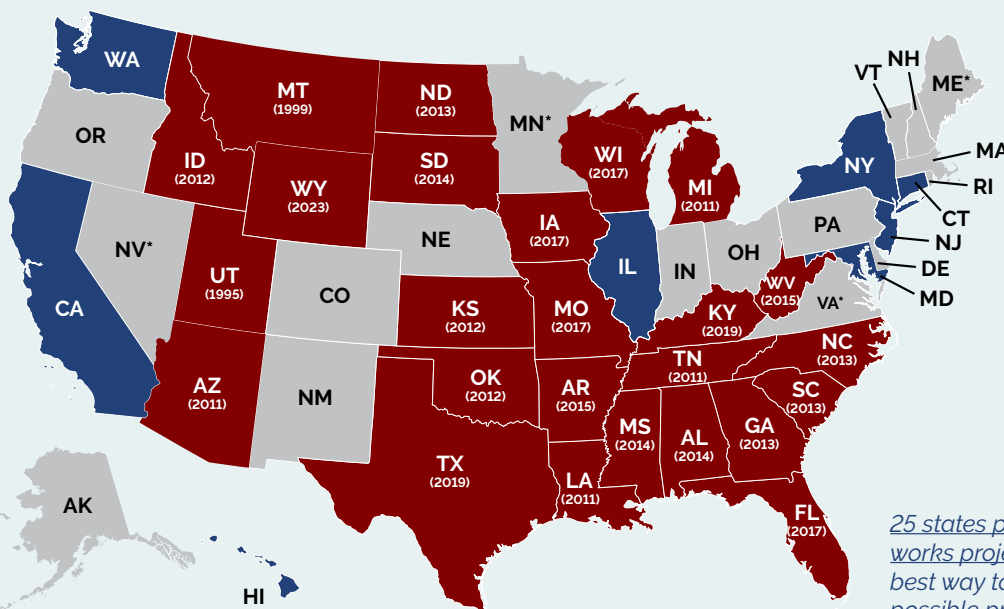 WA
MT
(1999)
ND
(2013)
MN*
VT
NH
ME*
OR
ID
(2012)
WY
(2023)
SD
(2014)
WI
(2017)
MI
(2011)
NY
MA
RI
CT
NJ
DE
MD
NV*
UT
(1995)
CO
NE
IA
(2017)
IL
IN
OH
PA
WV
(2015)
VA*
CA
KS
(2012)
MO
(2017)
KY
(2019)
NC
(2013)
AZ
(2011)
NM
OK
(2012)
AR
(2015)
TN
(2011)
SC
(2013)
MS
(2014)
AL
(2014)
GA
(2013)
TX
(2019)
LA
(2011)
FL
(2017)
AK
HI
25 states p
works proje
best way to
possible pr